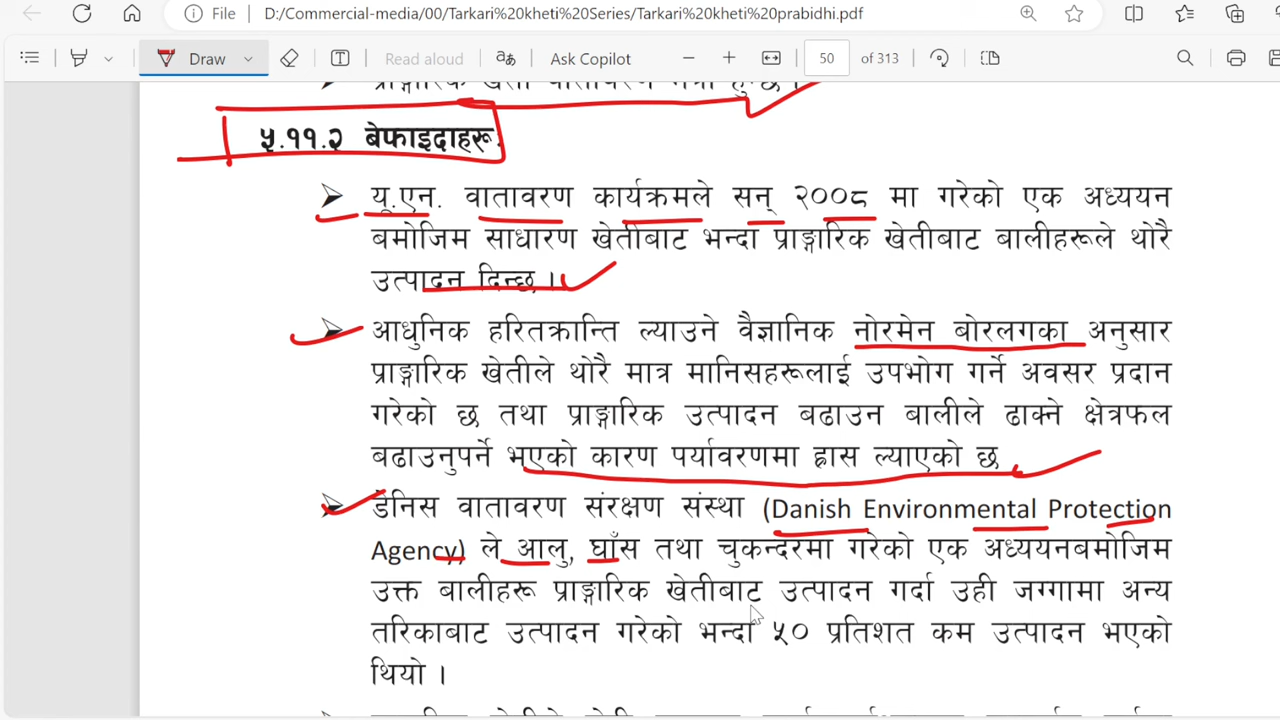 File D:/Commercial-media/00/Tarkari%20kheti%20Series/Tarkari%20kheti%20prabidhi.pdf
Draw Read aloud Ask Copilot 50 of 313
५.११.२ बेफाइदाहरू
यू.एन. वातावरण कार्यक्रमले सन् २००८ मा गरेको एक अध्ययन
बमोजिम साधारण खेतीबाट भन्दा प्राङ्गारिक खेतीबाट बालीहरूले थोरै
उत्पादन दिन्छ ।
आधुनिक हरितक्रान्ति ल्याउने वैज्ञानिक नोरमेन बोरलगका अनुसार
प्राङ्गारिक खेतीले थोरै मात्र मानिसहरूलाई उपभोग गर्ने अवसर प्रदान
गरेको छ तथा प्राङ्गारिक उत्पादन बढाउन बालीले ढाक्ने क्षेत्रफल
बढाउनुपर्ने भएको कारण पर्यावरणमा ह्रास ल्याएको छ
डेनिस वातावरण संरक्षण संस्था (Danish Environmental Protection
Agency) ले आलु, घाँस तथा चुकन्दरमा गरेको एक अध्ययनबमोजिम
उक्त बालीहरू प्राङ्गारिक खेतीबाट उत्पादन गर्दा उही जग्गामा अन्य
तरिकाबाट उत्पादन गरेको भन्दा ५० प्रतिशत कम उत्पादन भएको
थियो ।